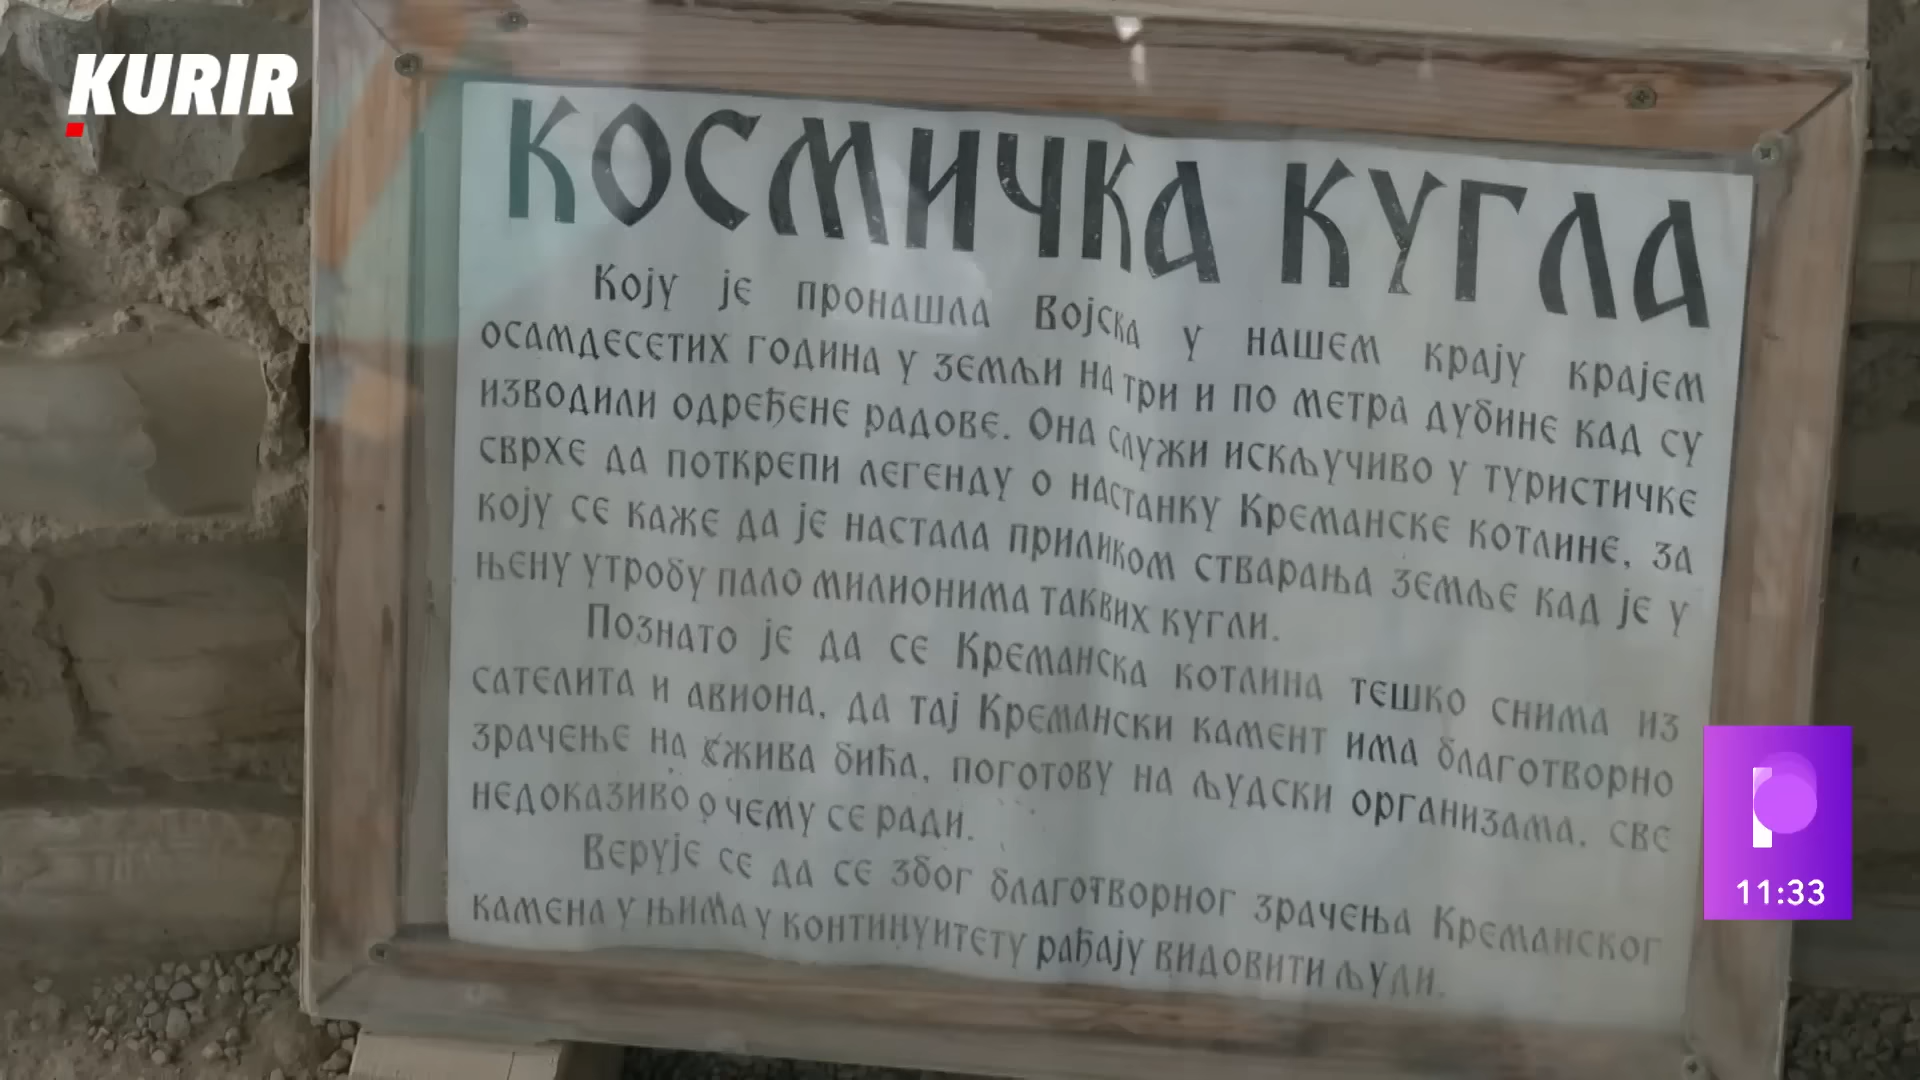 KURIR
КОСМИЧКА КУГЛА
Коју је пронашла Војска у нашем крају крајем
осамдесетих година у земљи на три и по метра дубине кад су
изводили одређене радове. Она служи искључиво у туристичке
сврхе да поткрепи легенду о настанку Креманске котлине, за
коју се каже да је настала приликом стварања земље кад је у
њену утробу пало милионима таквих кугли.
Познато је да се Креманска котлина тешко снима из
сателита и авиона, да тај Кремански камент има благотворно
зрачење на жива бића, поготову на људски организама, све
недоказиво о чему се ради.
Верује се да се због благотворног зрачења Креманског
камена у њима у континуитету рађају видовити људи.
11:33